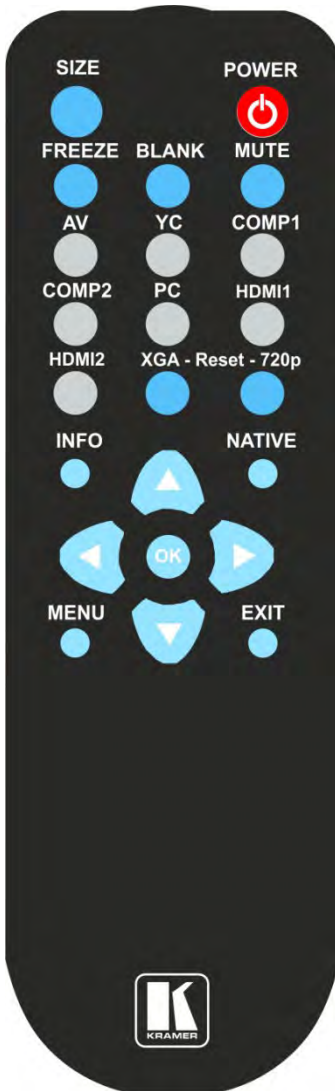 SIZE POWER
FREEZE BLANK MUTE
AV YC COMP1
COMP2 PC HDMI1
HDMI2 XGA - Reset - 720p
INFO NATIVE
OK
MENU EXIT
K
KRAMER